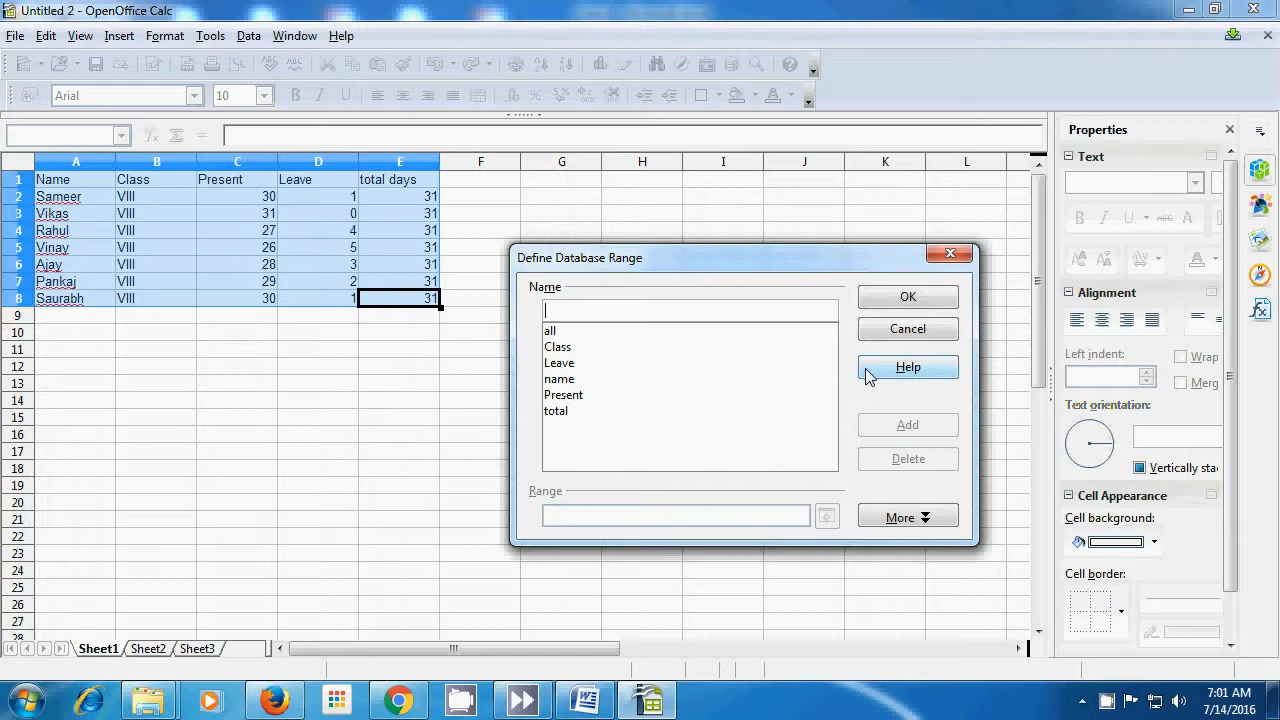 Untitled 2 - OpenOffice Calc
File Edit View Insert Format Tools Data Window Help
Arial 10
A B C D E F G H I J K L
1 Name Class Present Leave total days
2 Sameer VIII 30 1 31
3 Vikas VIII 31 0 31
4 Rahul VIII 27 4 31
5 Vinay VIII 26 5 31
6 Ajay VIII 28 3 31
7 Pankaj VIII 29 2 31
8 Saurabh VIII 30 1 31
9
10
11
12
13
14
15
16
17
18
19
20
21
22
23
24
25
26
27
28
Define Database Range
Name
all
Class
Leave
name
Present
total
Range
OK
Cancel
Help
Add
Delete
More
Properties
Text
ABC
Alignment
Left indent:
Wrap
Merg
Text orientation:
Vertically stac
Cell Appearance
Cell background:
Cell border:
Sheet1 Sheet2 Sheet3
7:01 AM
7/14/2016